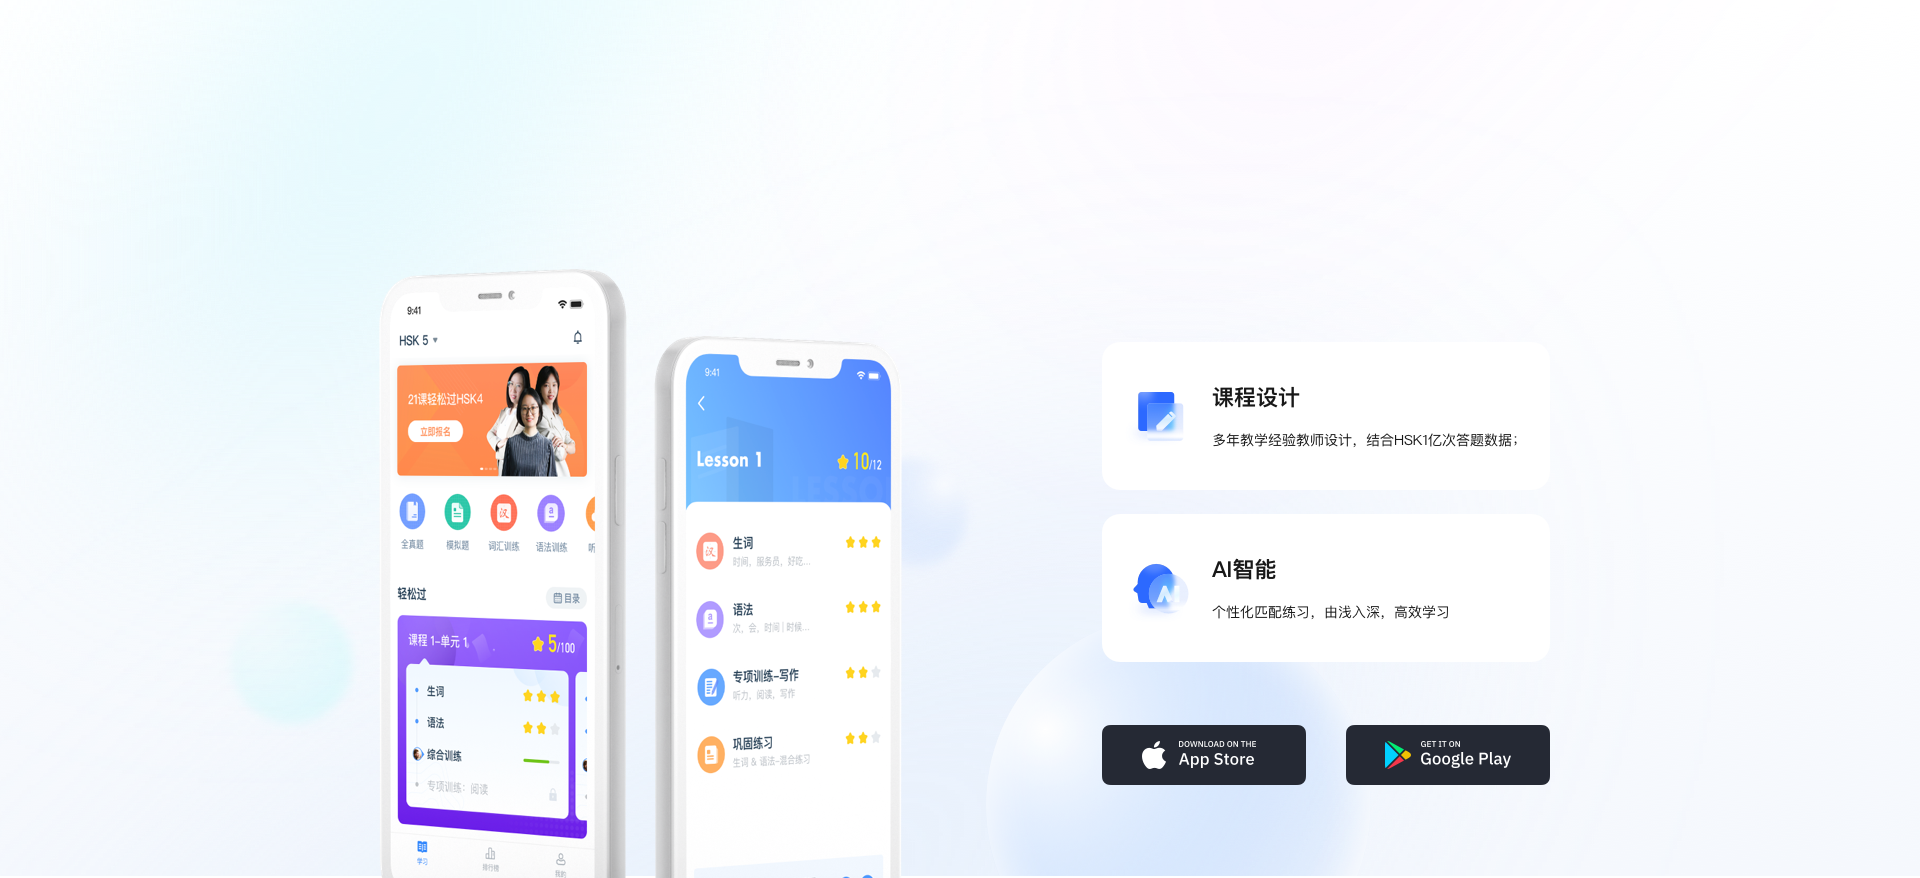 9:41
HSK 5
21课轻松过HSK4
立即报名
全真题
模拟题
词汇训练
语法训练
听
轻松过
目录
课程 1-单元 1
5/100
生词
语法
综合训练
专项训练：阅读
学习
排行榜
我的
9:41
Lesson 1
10/12
生词
时间，服务员，好吃...
语法
次，会，时间 | 时候...
专项训练-写作
听力，阅读，写作
巩固练习
生词 & 语法-混合练习
课程设计
多年教学经验教师设计，结合HSK1亿次答题数据；
AI智能
个性化匹配练习，由浅入深，高效学习
DOWNLOAD ON THE
App Store
GET IT ON
Google Play